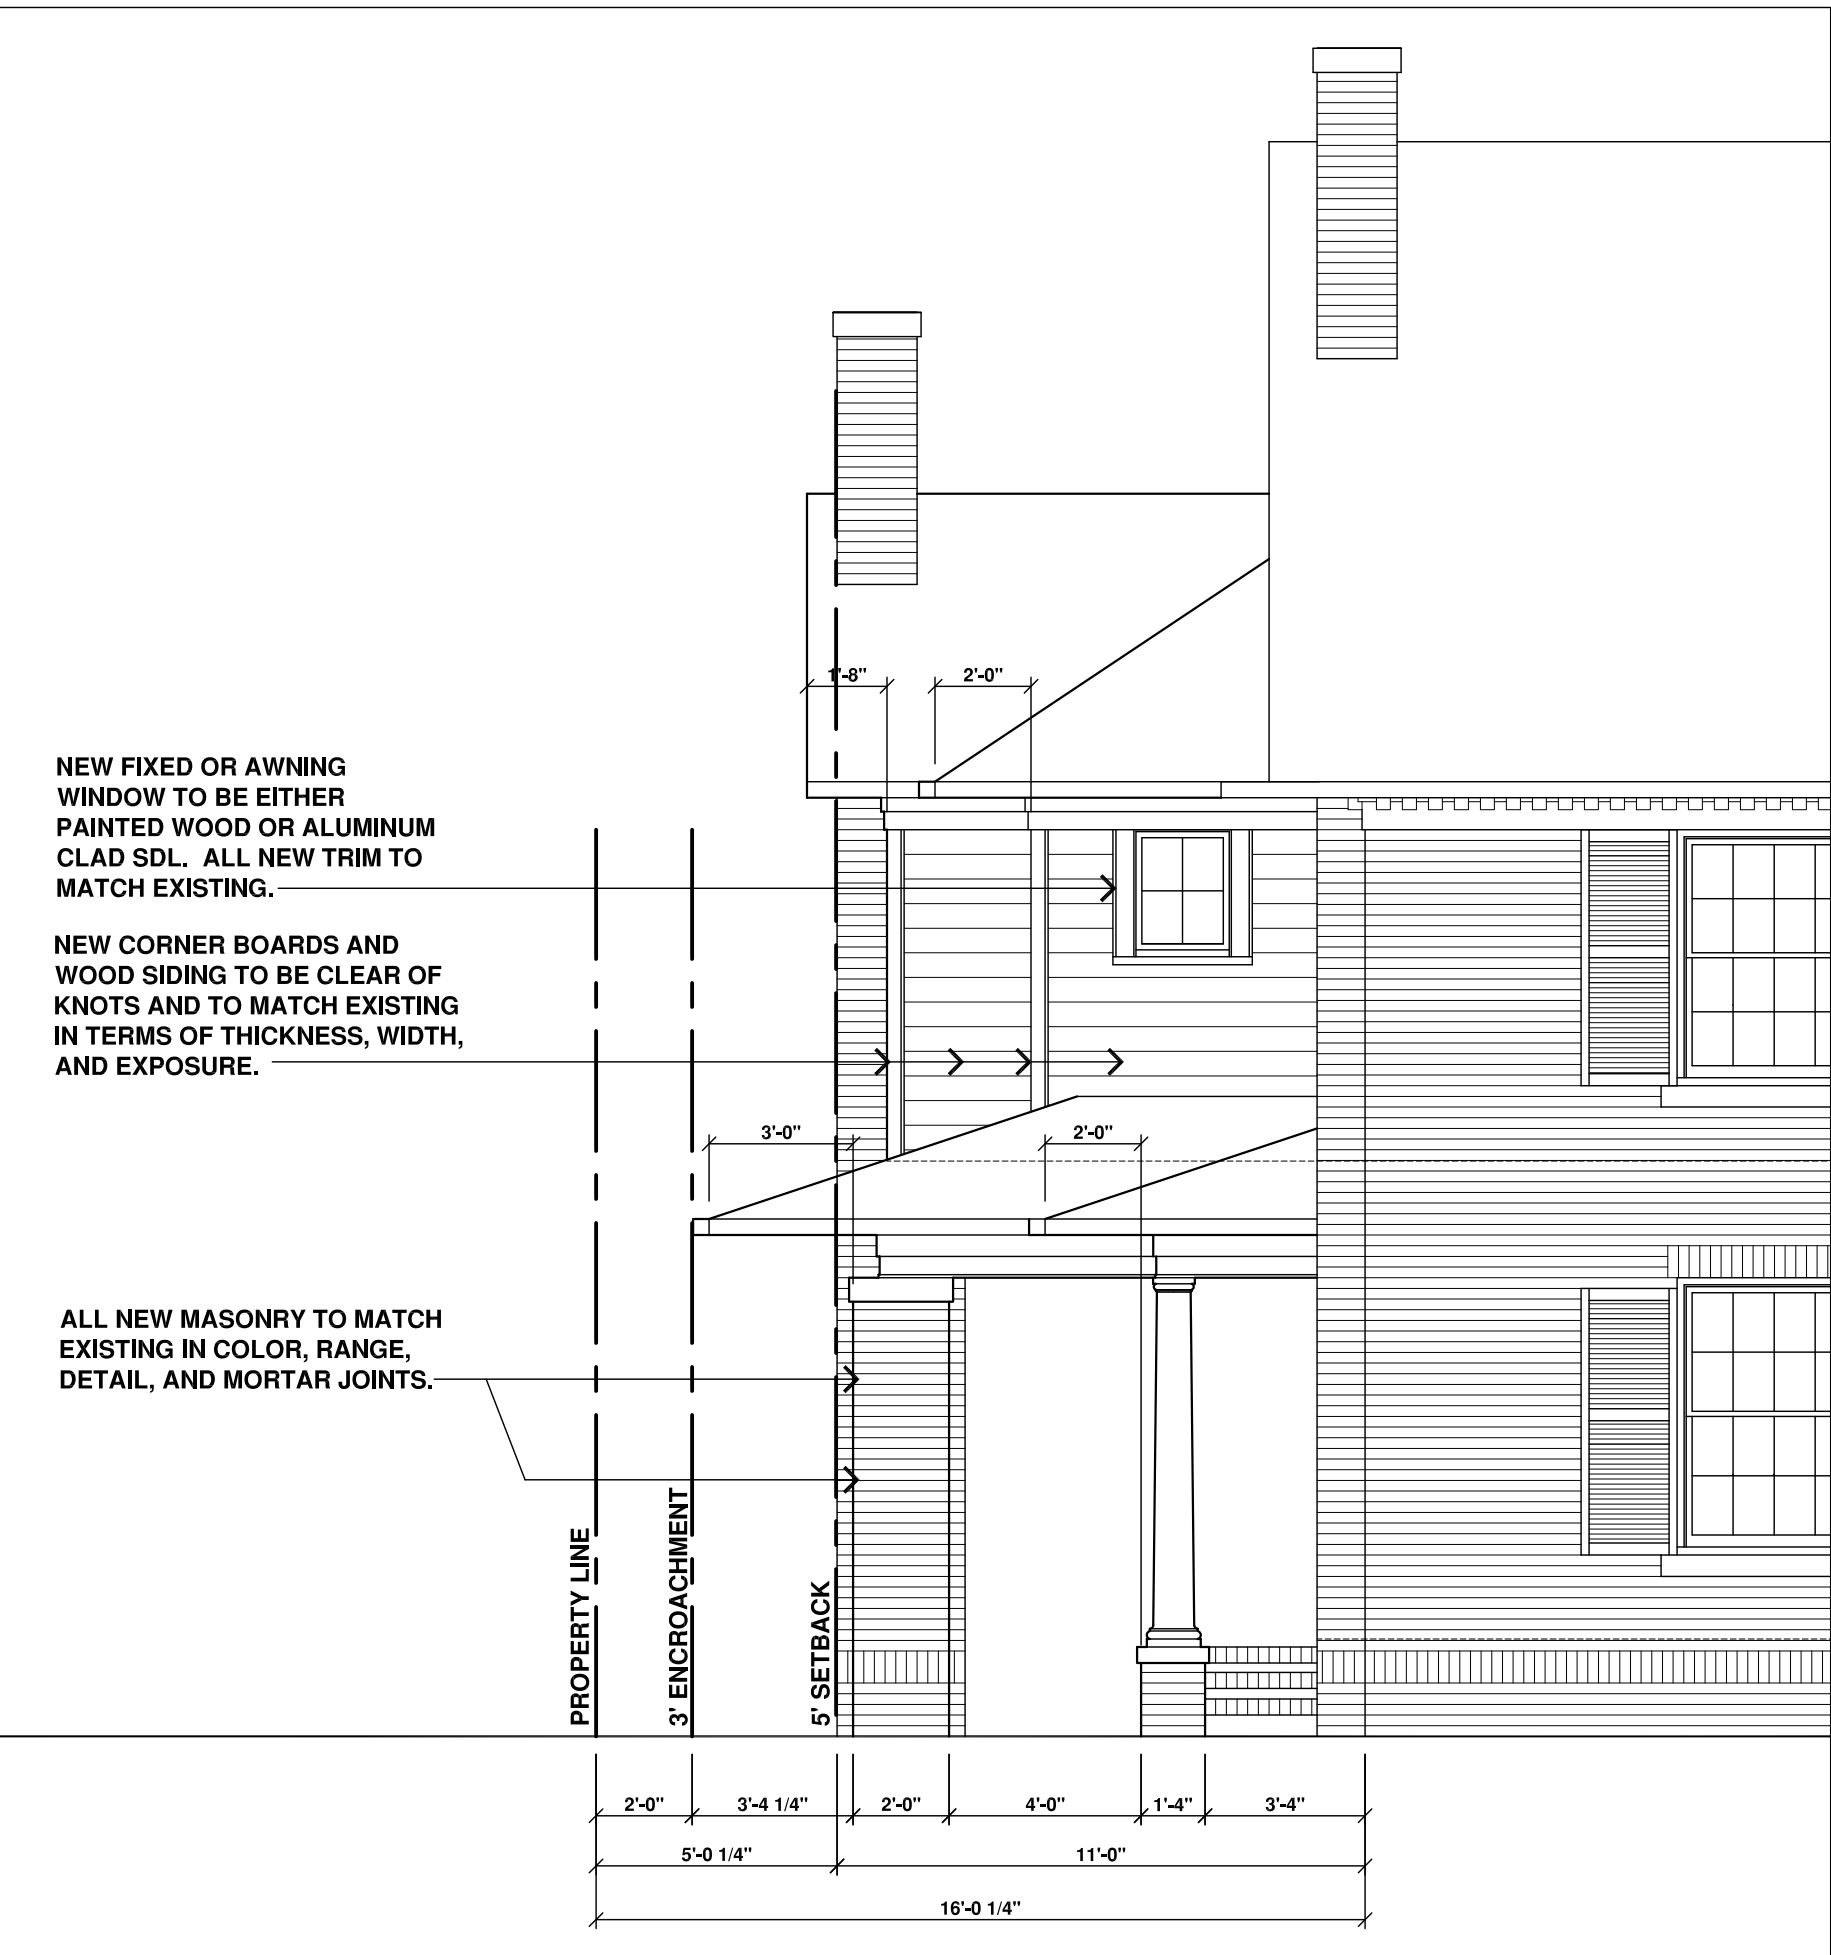 1'-8"
2'-0"
NEW FIXED OR AWNING
WINDOW TO BE EITHER
PAINTED WOOD OR ALUMINUM
CLAD SDL.  ALL NEW TRIM TO
MATCH EXISTING.
NEW CORNER BOARDS AND
WOOD SIDING TO BE CLEAR OF
KNOTS AND TO MATCH EXISTING
IN TERMS OF THICKNESS, WIDTH,
AND EXPOSURE.
3'-0"
2'-0"
ALL NEW MASONRY TO MATCH
EXISTING IN COLOR, RANGE,
DETAIL, AND MORTAR JOINTS.
PROPERTY LINE
3' ENCROACHMENT
5' SETBACK
2'-0"
3'-4 1/4"
2'-0"
4'-0"
1'-4"
3'-4"
5'-0 1/4"
11'-0"
16'-0 1/4"